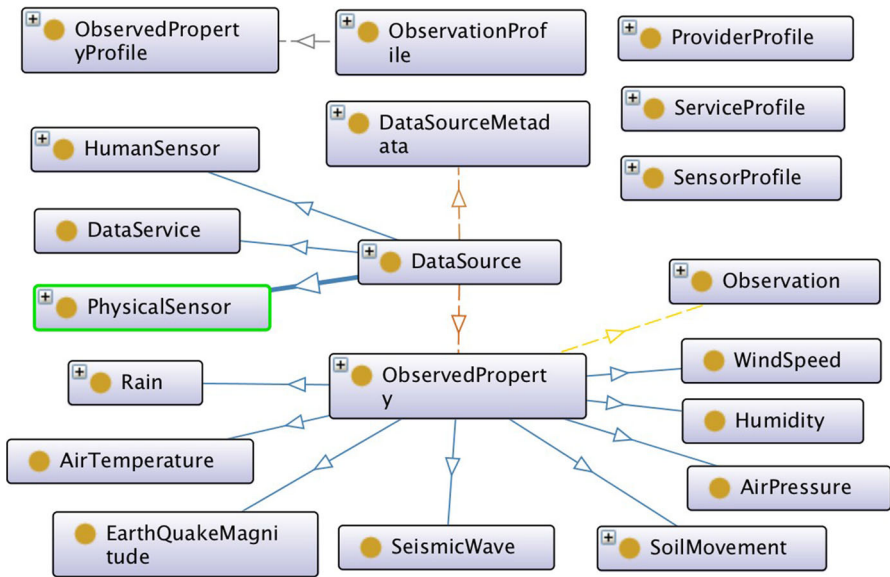 ObservedPropert
yProfile
ObservationProf
ile
ProviderProfile
ServiceProfile
DataSourceMetad
ata
HumanSensor
SensorProfile
DataService
DataSource
Observation
PhysicalSensor
WindSpeed
Rain
ObservedPropert
y
Humidity
AirTemperature
AirPressure
EarthQuakeMagni
tude
SeismicWave
SoilMovement